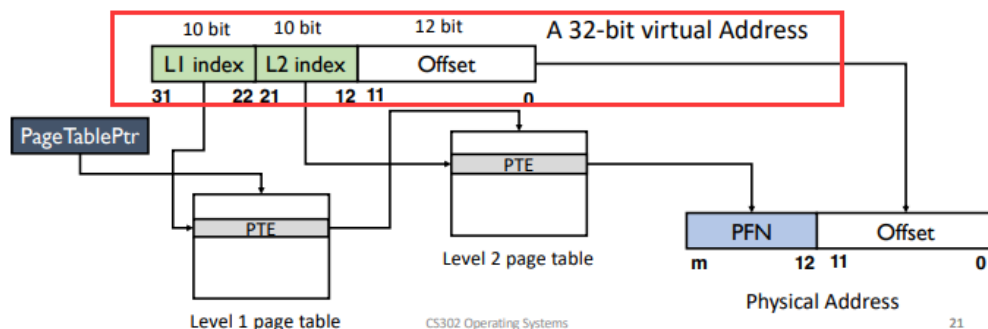 10 bit 10 bit 12 bit A 32-bit virtual Address
L1 index L2 index Offset
31 22 21 12 11 0
PageTablePtr
PTE
PTE
Level 2 page table
PFN Offset
m 12 11 0
Physical Address
Level 1 page table
CS302 Operating Systems
21